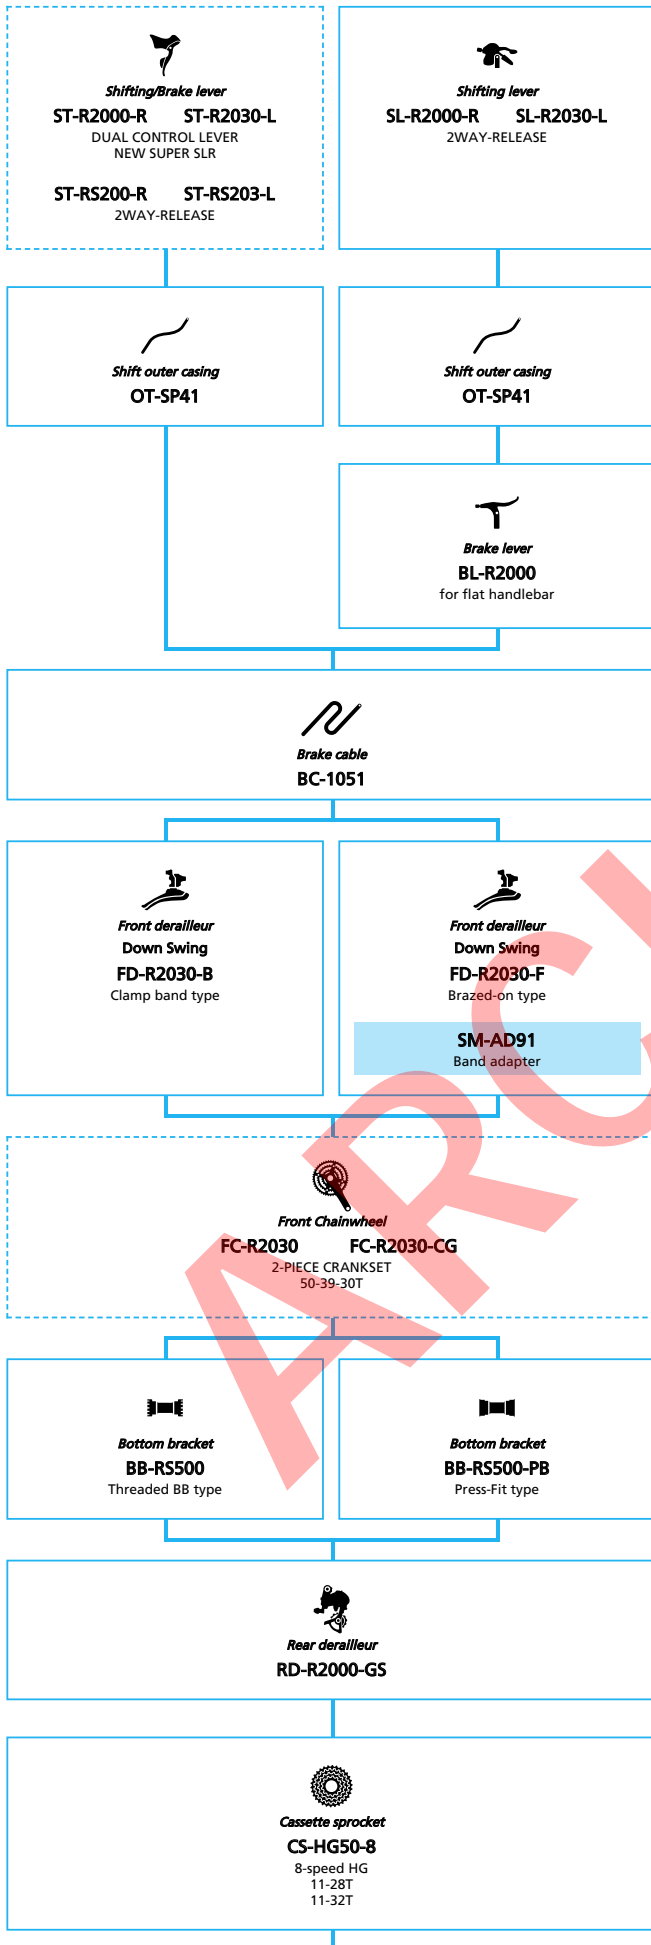 Shifting/Brake lever
ST-R2000-R ST-R2030-L
DUAL CONTROL LEVER
NEW SUPER SLR
ST-RS200-R ST-RS203-L
2WAY-RELEASE
Shifting lever
SL-R2000-R SL-R2030-L
2WAY-RELEASE
Shift outer casing
OT-SP41
Shift outer casing
OT-SP41
Brake lever
BL-R2000
for flat handlebar
Brake cable
BC-1051
Front derailleur
Down Swing
FD-R2030-B
Clamp band type
Front derailleur
Down Swing
FD-R2030-F
Brazed-on type
SM-AD91
Band adapter
Front Chainwheel
FC-R2030 FC-R2030-CG
2-PIECE CRANKSET
50-39-30T
Bottom bracket
BB-RS500
Threaded BB type
Bottom bracket
BB-RS500-PB
Press-Fit type
Rear derailleur
RD-R2000-GS
Cassette sprocket
CS-HG50-8
8-speed HG
11-28T
11-32T